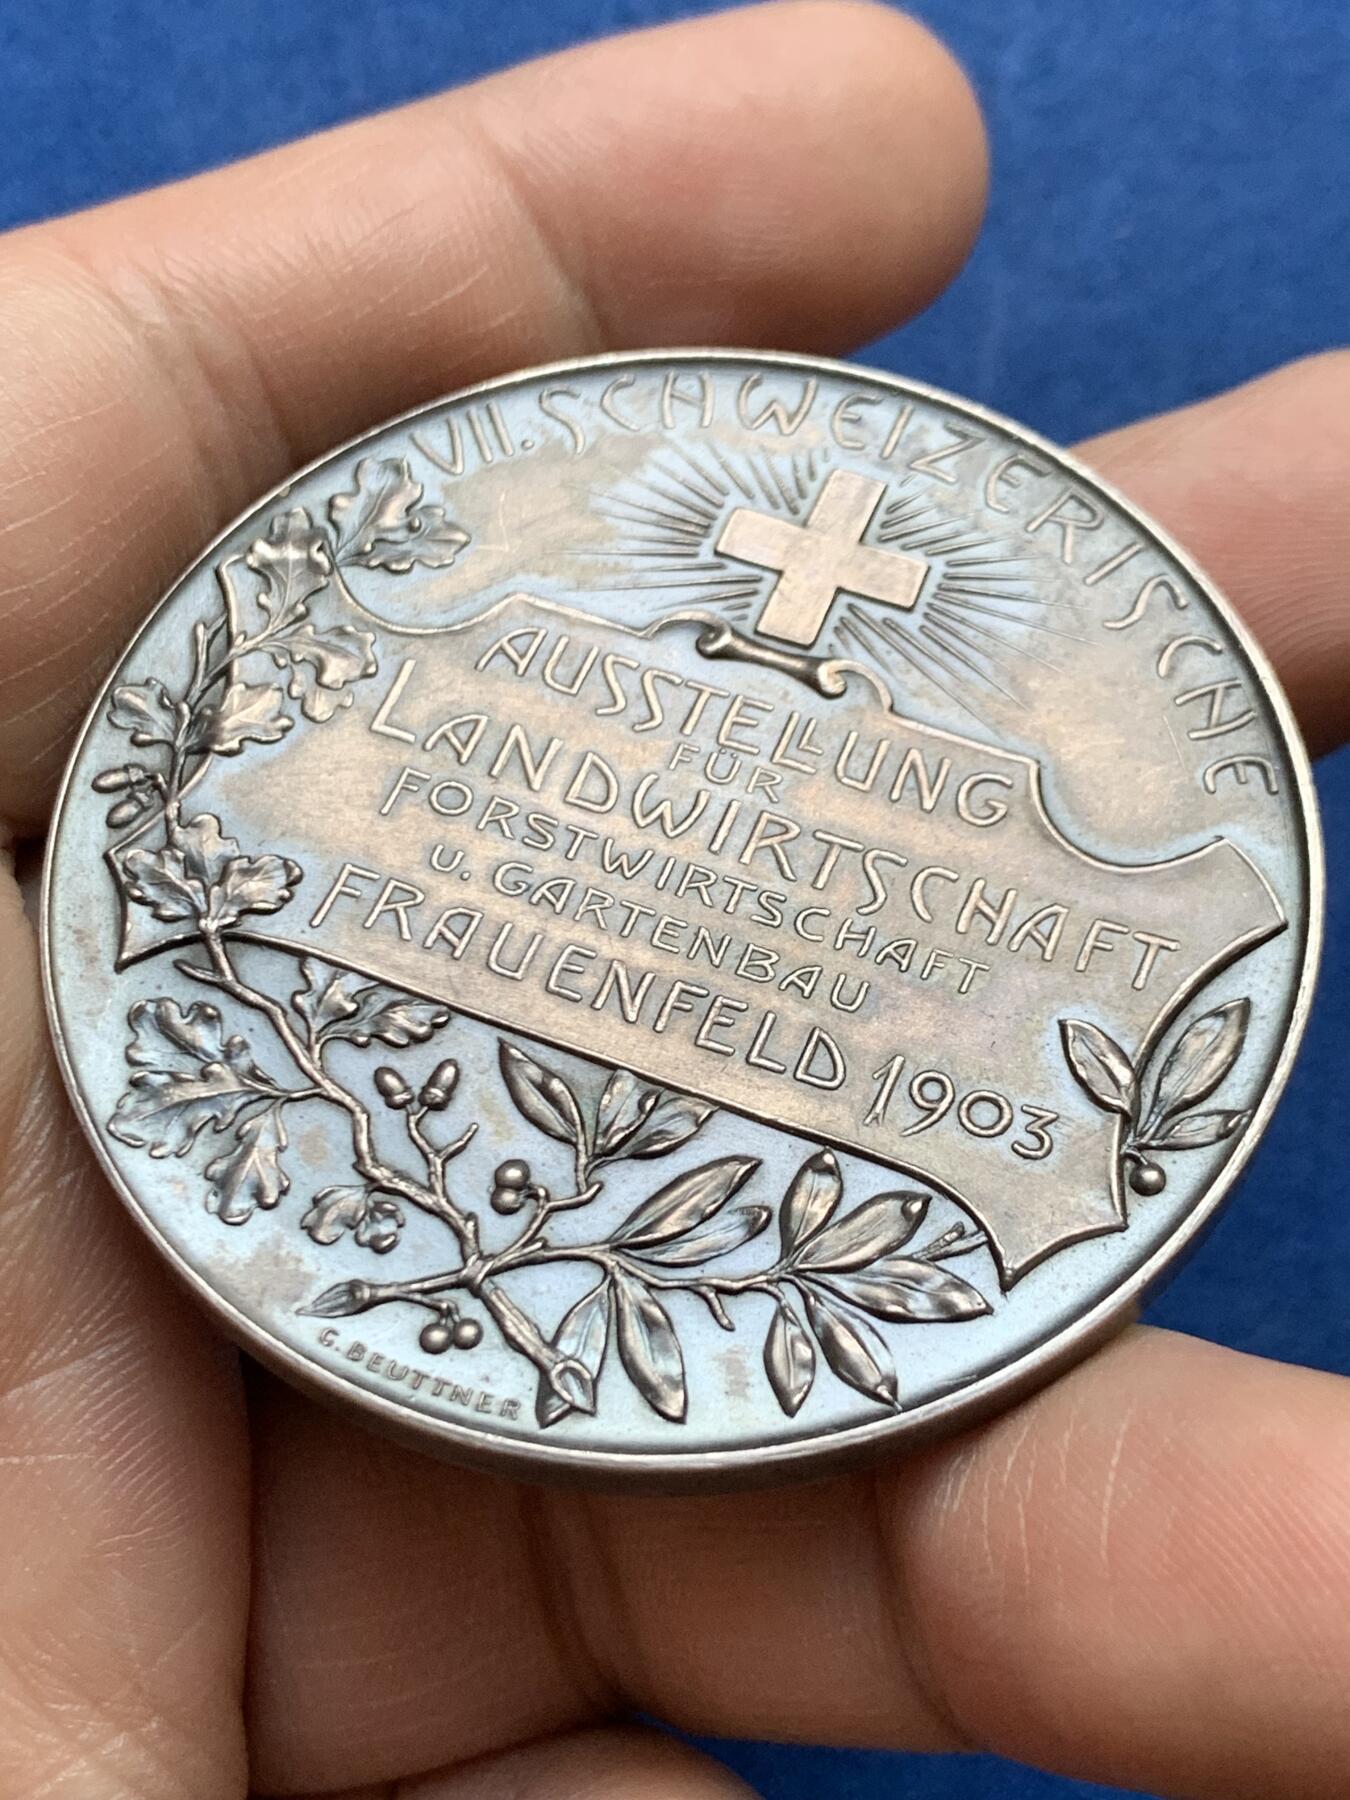 VII. SCHWEIZERISCHE
AUSSTELLUNG
FÜR
LANDWIRTSCHAFT
FORSTWIRTSCHAFT
U. GARTENBAU
FRAUENFELD 1903
G. BEUTTNER